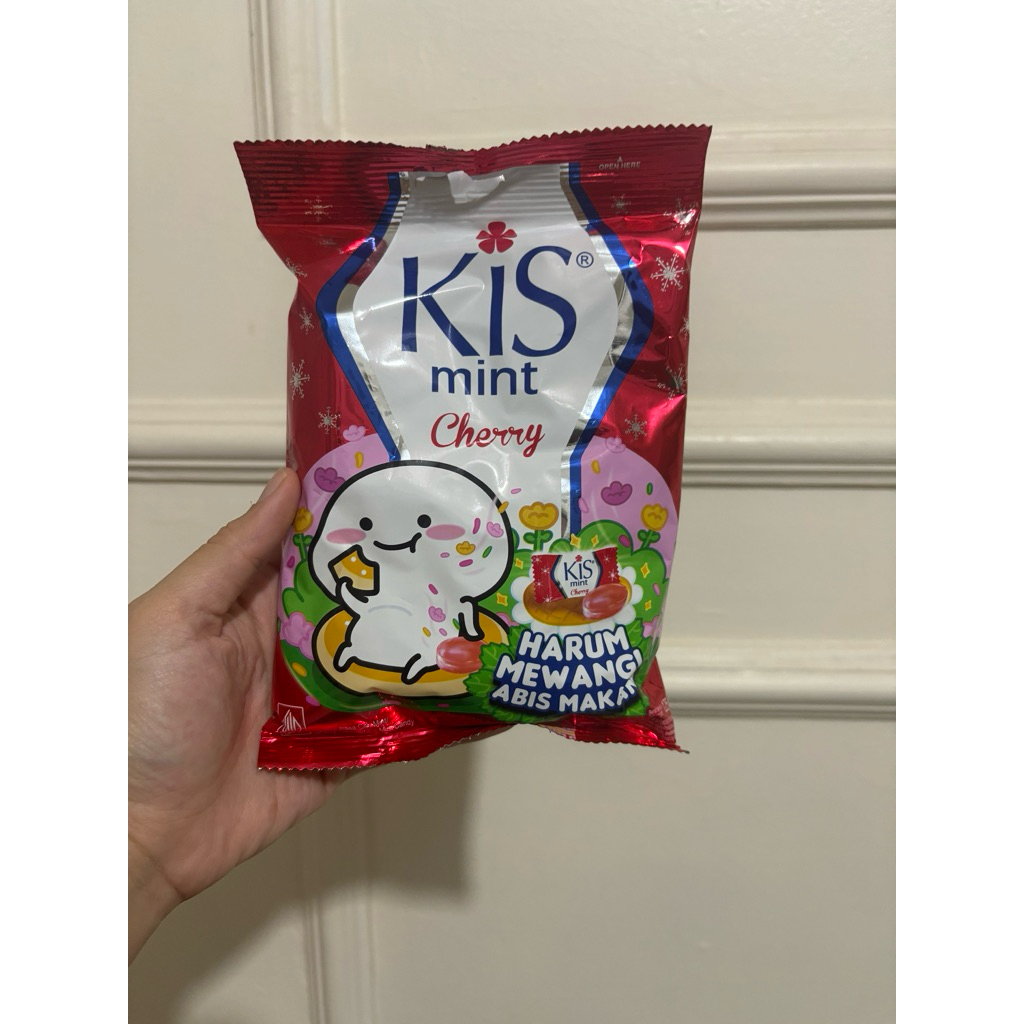 OPEN HERE
KiS®
mint
Cherry
KiS
mint
Cherry
HARUM
MEWANGI
ABIS MAKAN